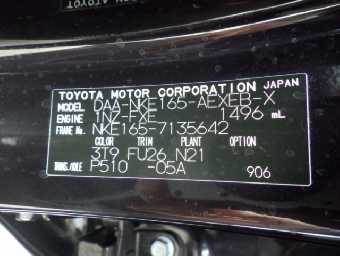 TOYOTA MOTOR CORPORATION JAPAN
MODEL DAA-NKE165-AEXEB-X
ENGINE 1NZ-FXE 1496 mL
FRAME No. NKE165-7135642
COLOR TRIM PLANT OPTION
3T9 FU26 N21
TRANS./AXLE P510 -05A
906